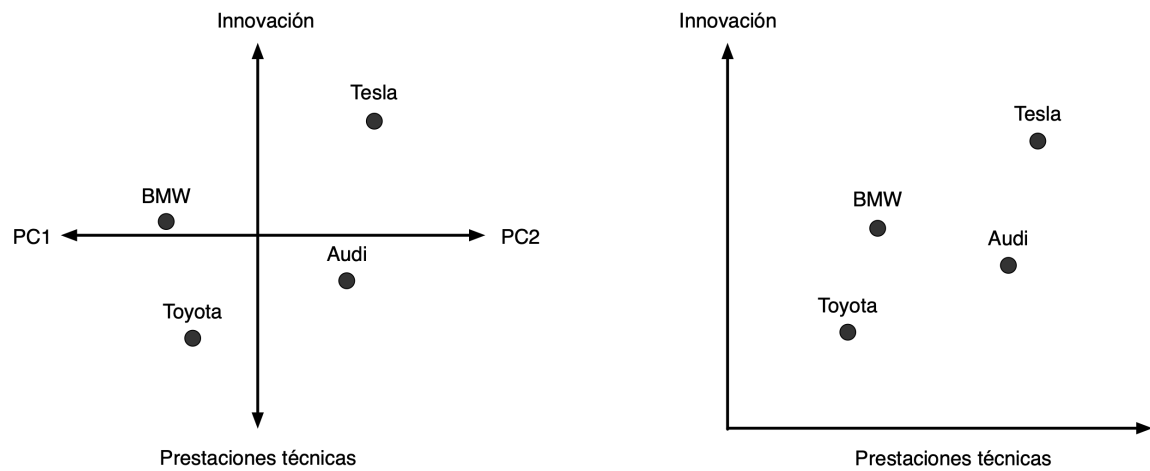 Innovación
Tesla
BMW
PC1
PC2
Audi
Toyota
Prestaciones técnicas
Innovación
Tesla
BMW
Audi
Toyota
Prestaciones técnicas